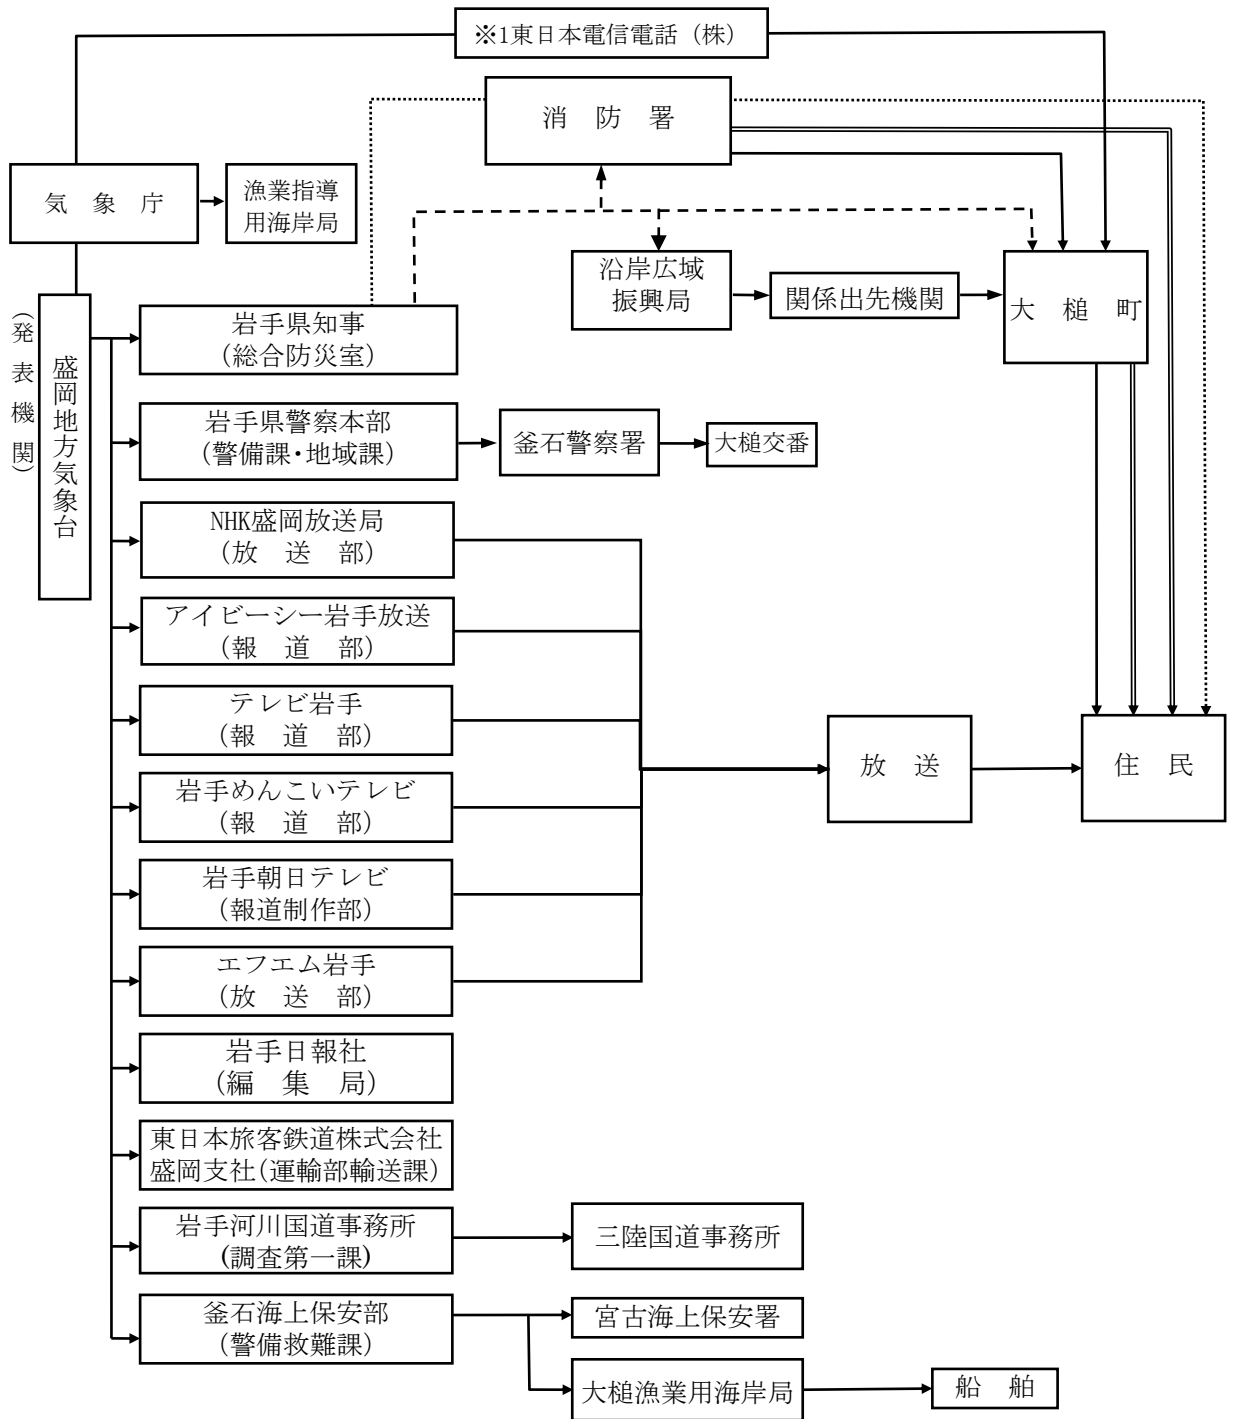 ※1東日本電信電話（株）
消　防　署
気　象　庁
漁業指導
用海岸局
沿岸広域
振興局
関係出先機関
大　槌　町
（発表機関）
盛岡地方気象台
岩手県知事
（総合防災室）
岩手県警察本部
（警備課・地域課）
釜石警察署
大槌交番
NHK盛岡放送局
（放　送　部）
アイビーシー岩手放送
（報　道　部）
テレビ岩手
（報　道　部）
放　送
住　民
岩手めんこいテレビ
（報　道　部）
岩手朝日テレビ
（報道制作部）
エフエム岩手
（放　送　部）
岩手日報社
（編　集　局）
東日本旅客鉄道株式会社
盛岡支社（運輸部輸送課）
岩手河川国道事務所
（調査第一課）
三陸国道事務所
釜石海上保安部
（警備救難課）
宮古海上保安署
大槌漁業用海岸局
船　舶